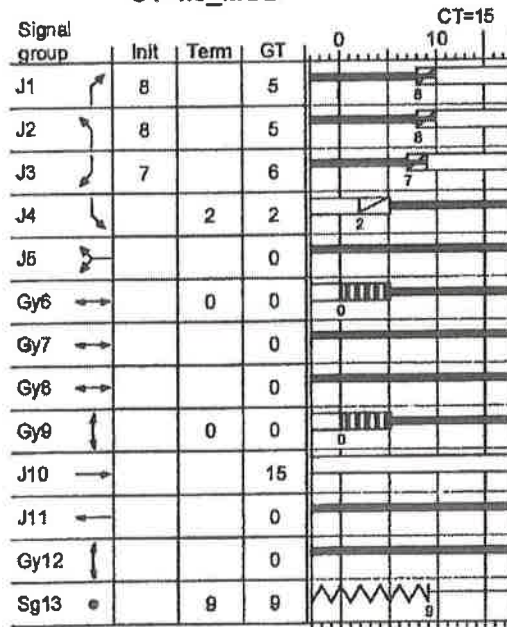 CT=15
Signal group Init Term GT 0 10
J1 8 5 8
J2 8 5 8
J3 7 6 7
J4 2 2 2
J5 0
Gy6 0 0 0
Gy7 0
Gy8 0
Gy9 0 0 0
J10 15
J11 0
Gy12 0
Sg13 9 9 9